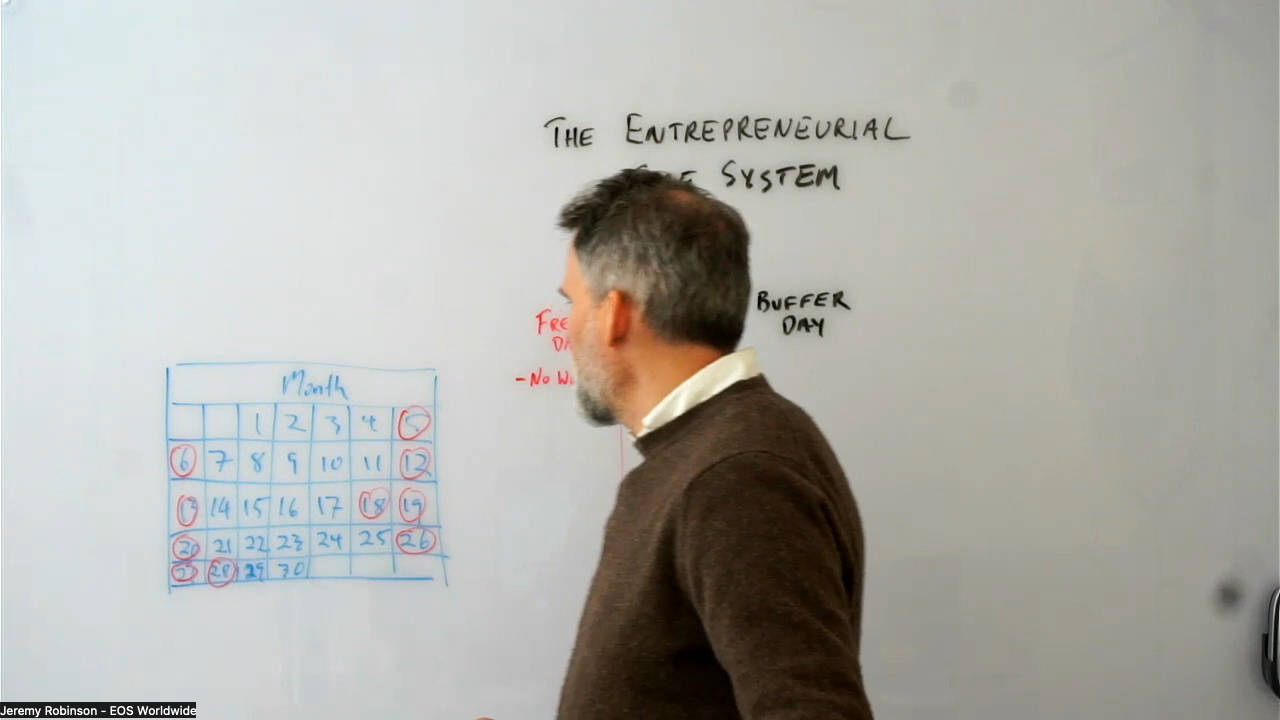 THE ENTREPRENEURIAL
SYSTEM
BUFFER
DAY
- NO
Month
1 2 3 4 5
6 7 8 9 10 11 12
13 14 15 16 17 18 19
20 21 22 23 24 25 26
27 28 29 30
Jeremy Robinson - EOS Worldwide